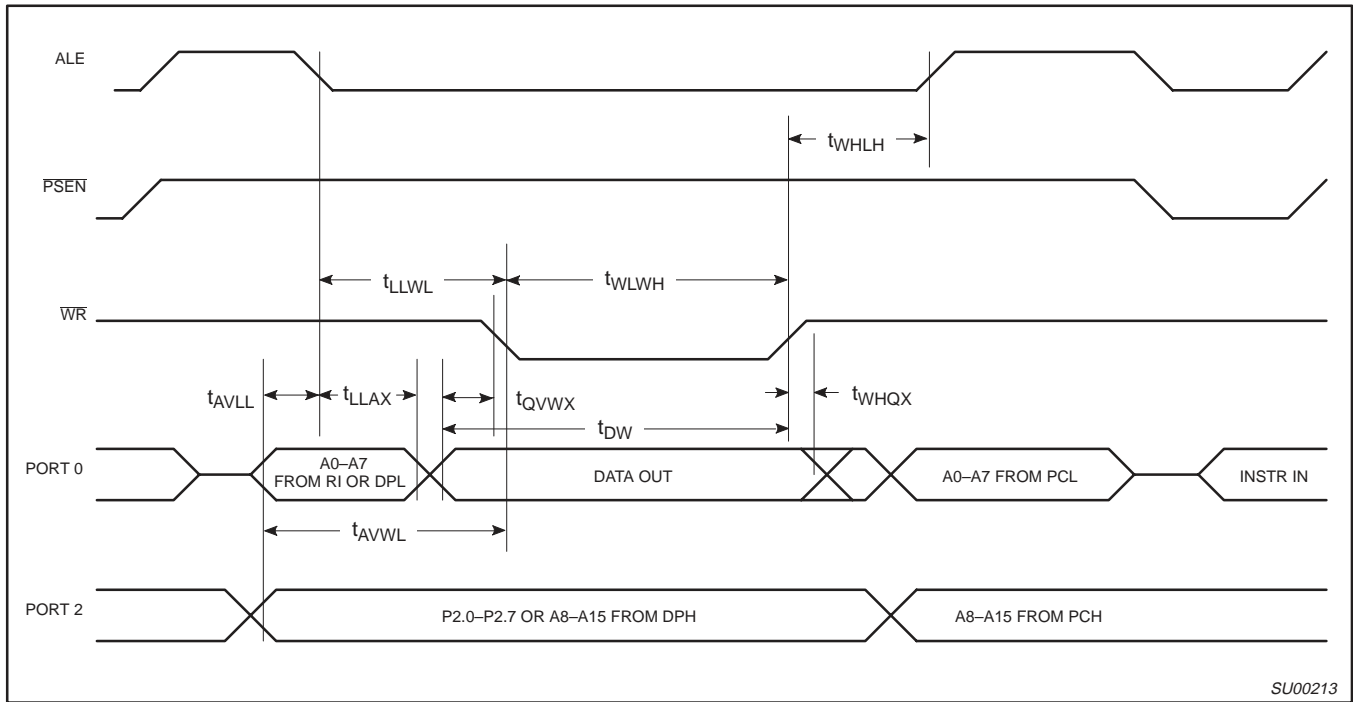 ALE
tWHLH
PSEN
tLLWL
tWLWH
WR
tAVLL
tLLAX
tQVWX
tWHQX
tDW
PORT 0
A0–A7
FROM RI OR DPL
DATA OUT
A0–A7 FROM PCL
INSTR IN
tAVWL
PORT 2
P2.0–P2.7 OR A8–A15 FROM DPH
A8–A15 FROM PCH
SU00213